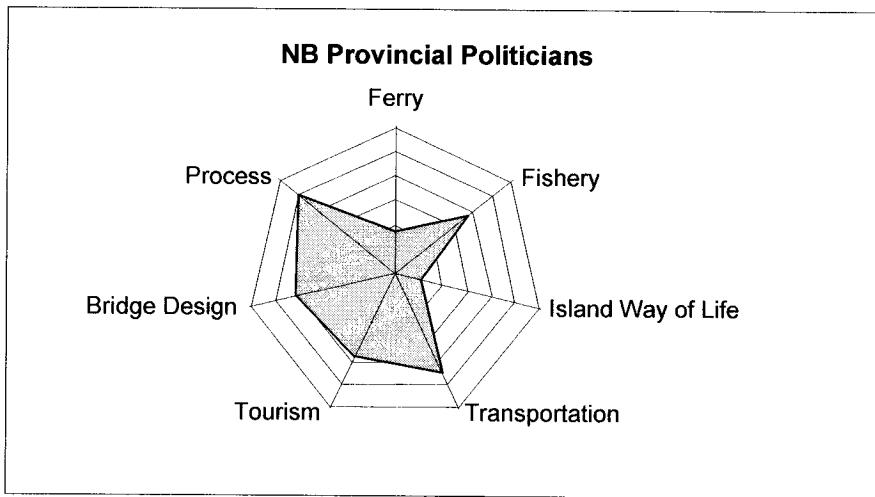 NB Provincial Politicians
Ferry
Process
Fishery
Bridge Design
Island Way of Life
Tourism
Transportation